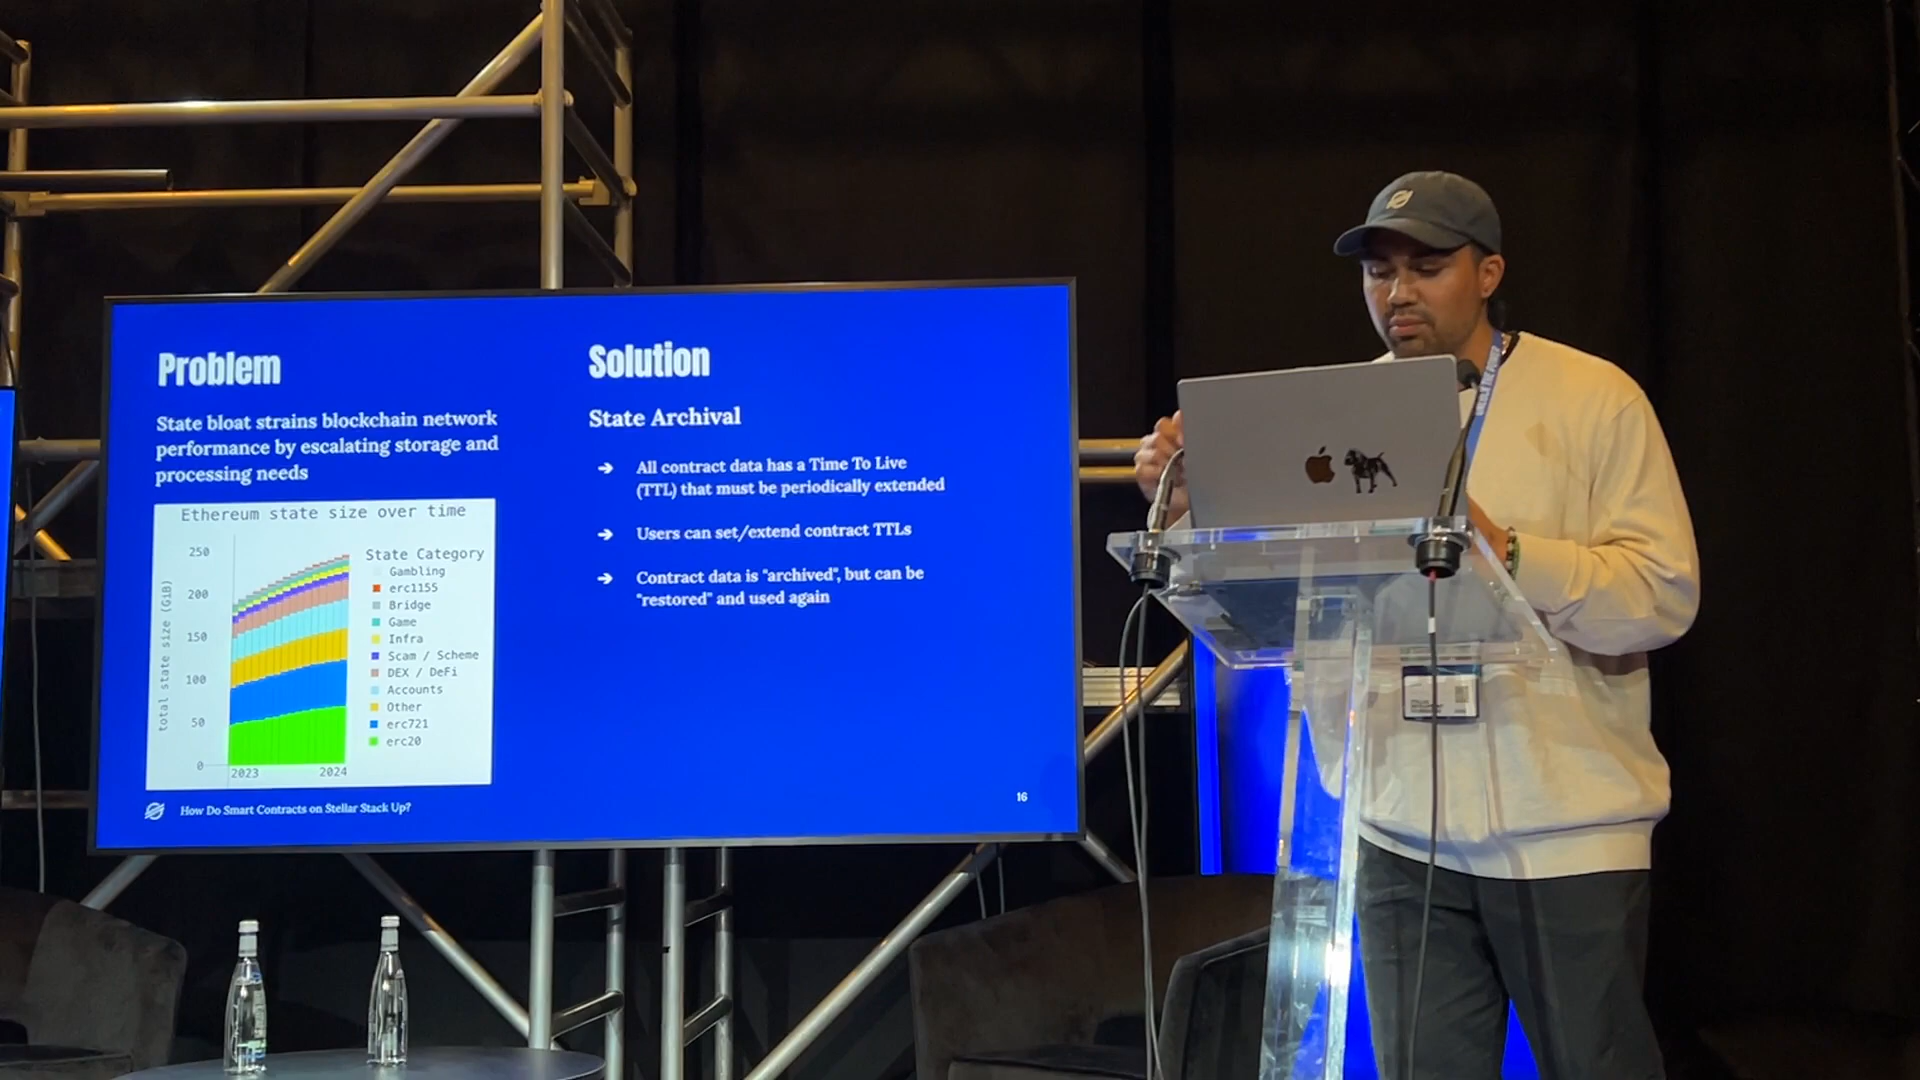 Problem
State bloat strains blockchain network
performance by escalating storage and
processing needs
Ethereum state size over time
total state size (GiB)
250
200
150
100
50
0
2023
2024
State Category
Gambling
erc1155
Bridge
Game
Infra
Scam / Scheme
DEX / DeFi
Accounts
Other
erc721
erc20
How Do Smart Contracts on Stellar Stack Up?
Solution
State Archival
➔ All contract data has a Time To Live
(TTL) that must be periodically extended
➔ Users can set/extend contract TTLs
➔ Contract data is "archived", but can be
"restored" and used again
16